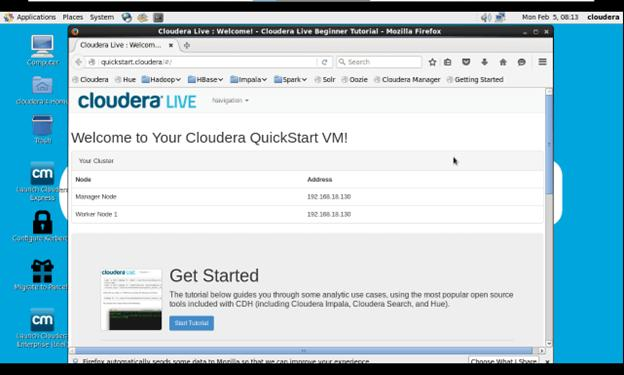 Applications Places System Mon Feb 5, 08:13 cloudera
Cloudera Live : Welcome! - Cloudera Live Beginner Tutorial - Mozilla Firefox
Cloudera Live : Welcom...
quickstart.cloudera/#/ Search
Cloudera Hue Hadoop HBase Impala Spark Solr Oozie Cloudera Manager Getting Started
cloudera LIVE Navigation
Welcome to Your Cloudera QuickStart VM!
Your Cluster
Node Address
Manager Node 192.168.18.130
Worker Node 1 192.168.18.130
cloudera LIVE
Get Started
The tutorial below guides you through some analytic use cases, using the most popular open source
tools included with CDH (including Cloudera Impala, Cloudera Search, and Hue).
Start Tutorial
Firefox automatically sends some data to Mozilla so that we can improve your experience. Choose What I Share
Computer
cloudera's Home
Trash
cm
Launch Cloudera
Express
Configure Kerberos
Migrate to Parcels
cm
Launch Cloudera
Enterprise (trial)